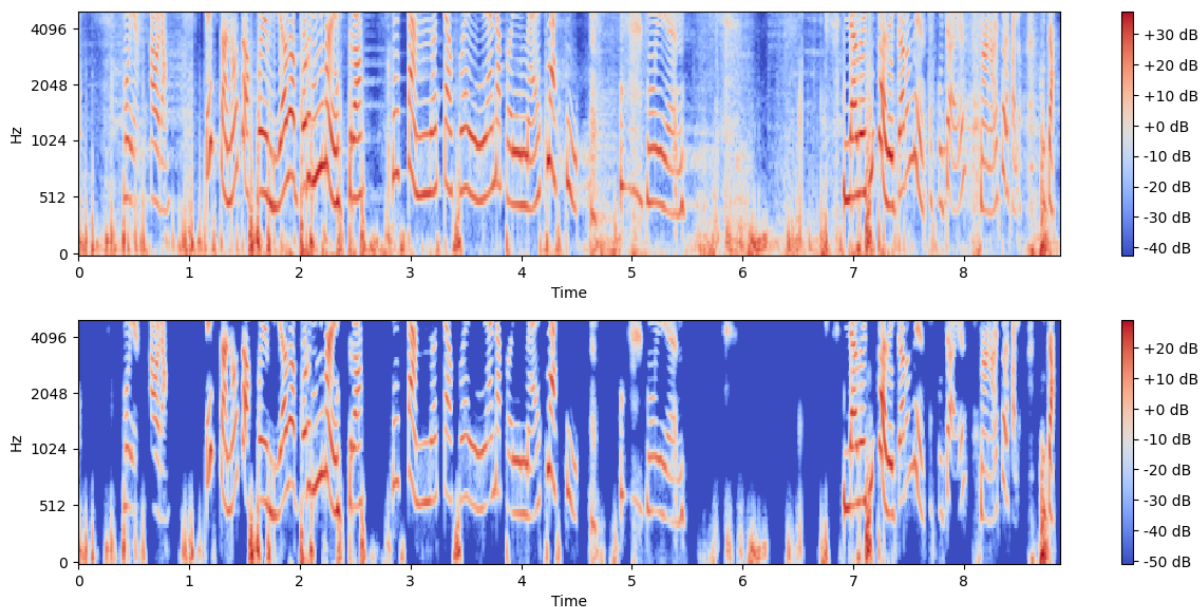 4096
2048
1024
512
0
Hz
0 1 2 3 4 5 6 7 8
Time
+30 dB
+20 dB
+10 dB
+0 dB
-10 dB
-20 dB
-30 dB
-40 dB
4096
2048
1024
512
0
Hz
0 1 2 3 4 5 6 7 8
Time
+20 dB
+10 dB
+0 dB
-10 dB
-20 dB
-30 dB
-40 dB
-50 dB